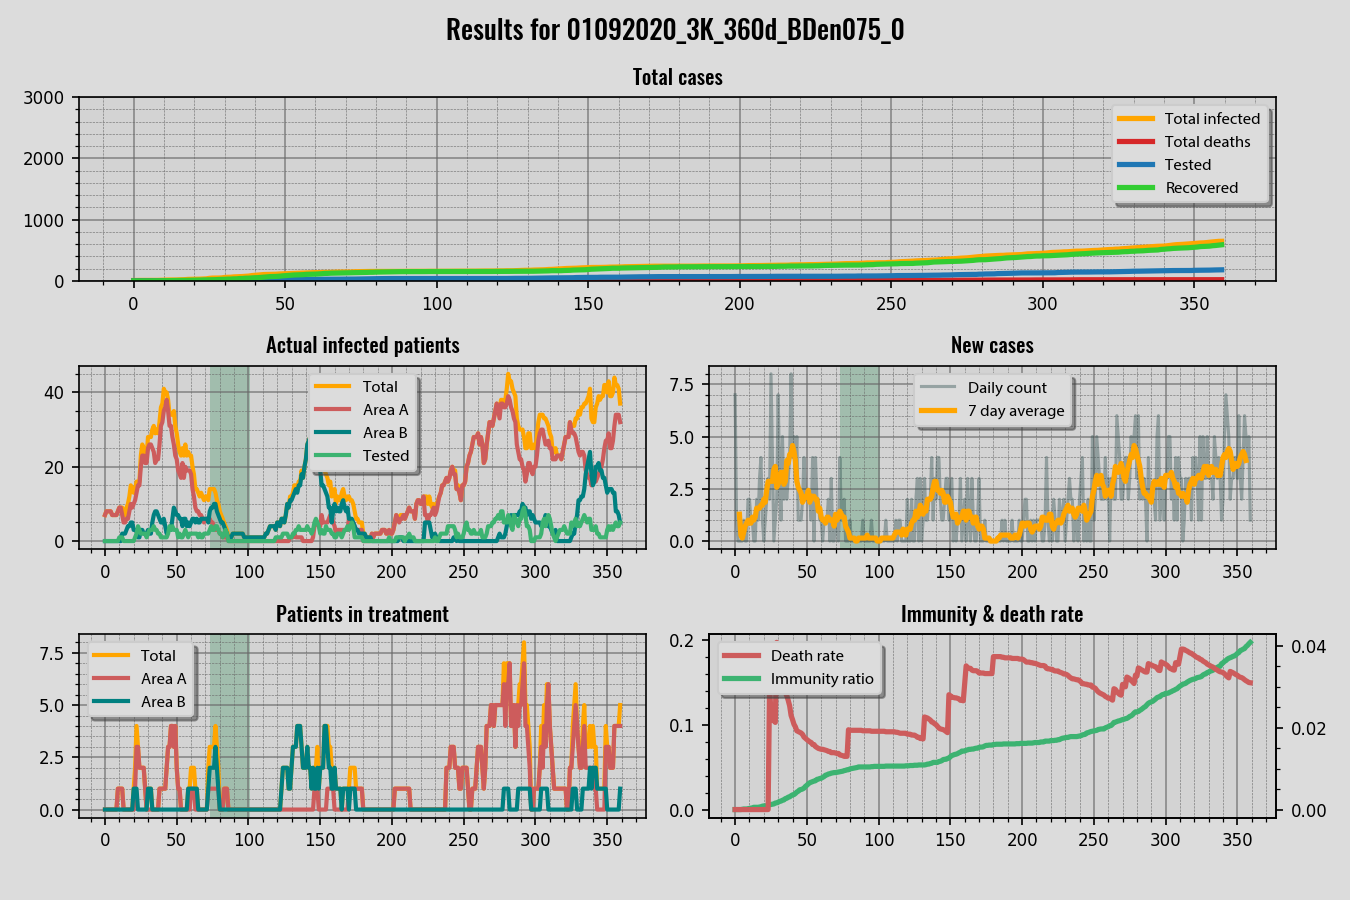 Results for 01092020_3K_360d_BDen075_0
Total cases
3000
2000
1000
0
Total infected
Total deaths
Tested
Recovered
0 50 100 150 200 250 300 350
Actual infected patients
40
20
0
Total
Area A
Area B
Tested
0 50 100 150 200 250 300 350
New cases
7.5
5.0
2.5
0.0
Daily count
7 day average
0 50 100 150 200 250 300 350
Patients in treatment
7.5
5.0
2.5
0.0
Total
Area A
Area B
0 50 100 150 200 250 300 350
Immunity & death rate
0.2
0.1
0.0
Death rate
Immunity ratio
0.04
0.02
0.00
0 50 100 150 200 250 300 350